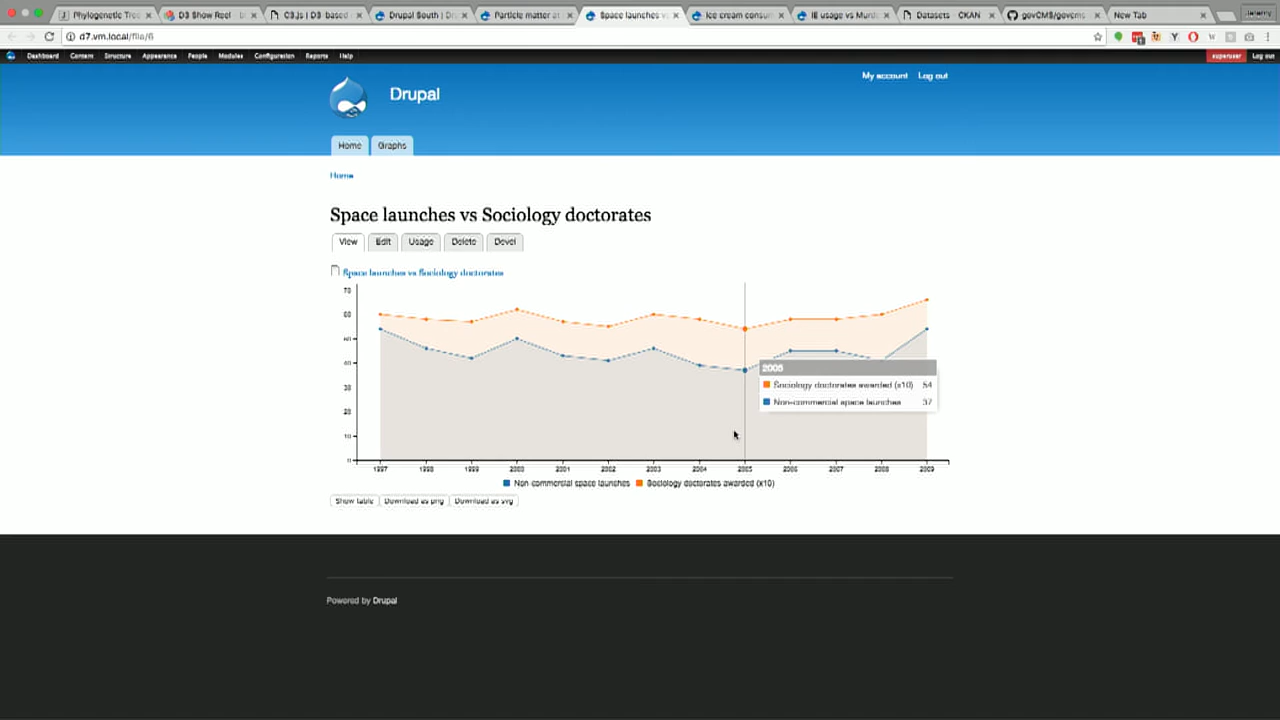 Phylogenetic Tree
D3 Show Reel
C3.js | D3-based
Drupal South | Dru
Particle matter at
Space launches v
Ice cream consum
IE usage vs Murd
Datasets - CKAN
govCMS/govcms
New Tab
Jeremy
d7.vm.local/file/6
Dashboard Content Structure Appearance People Modules Configuration Reports Help
superuser Log out
My account Log out
Drupal
Home Graphs
Home
Space launches vs Sociology doctorates
View Edit Usage Delete Devel
Space launches vs Sociology doctorates
70
60
50
40
30
20
10
0
2005
Sociology doctorates awarded (x10) 54
Non-commercial space launches 37
1997 1998 1999 2000 2001 2002 2003 2004 2005 2006 2007 2008 2009
Non-commercial space launches Sociology doctorates awarded (x10)
Show table Download as png Download as svg
Powered by Drupal